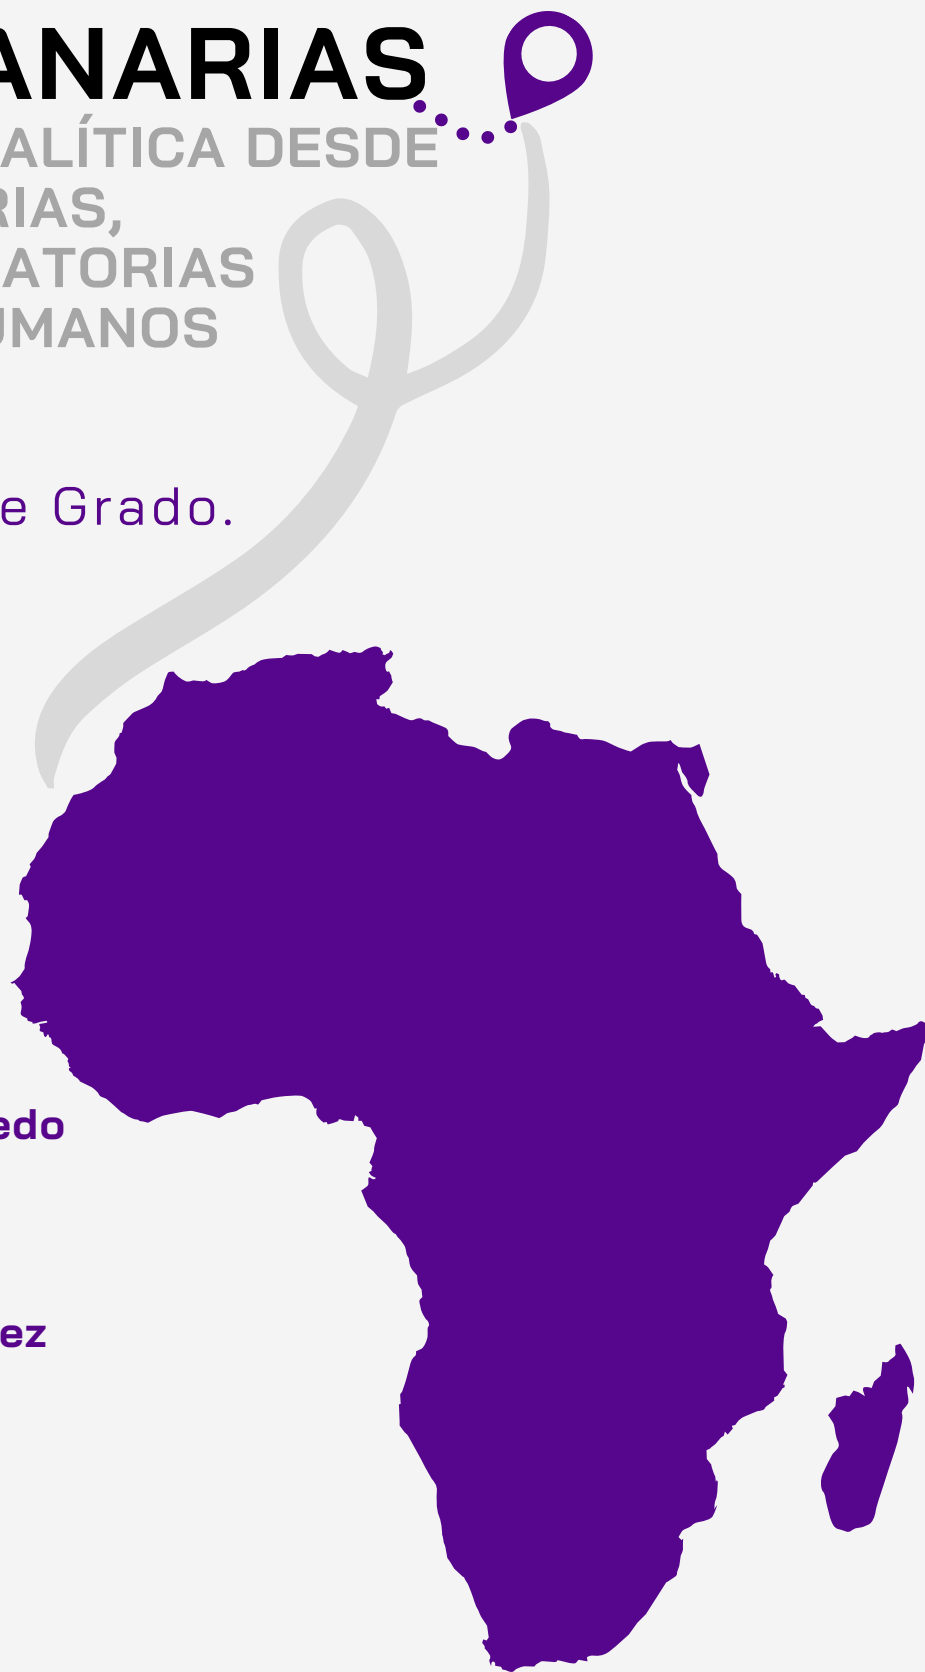 ANARIAS
ALÍTICA DESDE
RIAS,
ATORIAS
UMANOS
e Grado.
edo
ez